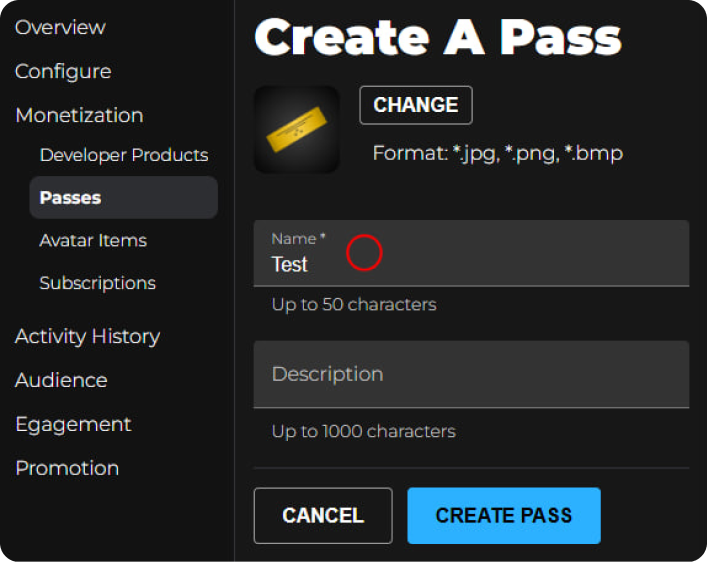 Overview
Configure
Monetization
Developer Products
Passes
Avatar Items
Subscriptions
Activity History
Audience
Egagement
Promotion
Create A Pass
CHANGE
Format: *.jpg, *.png, *.bmp
Name *
Test
Up to 50 characters
Description
Up to 1000 characters
CANCEL
CREATE PASS